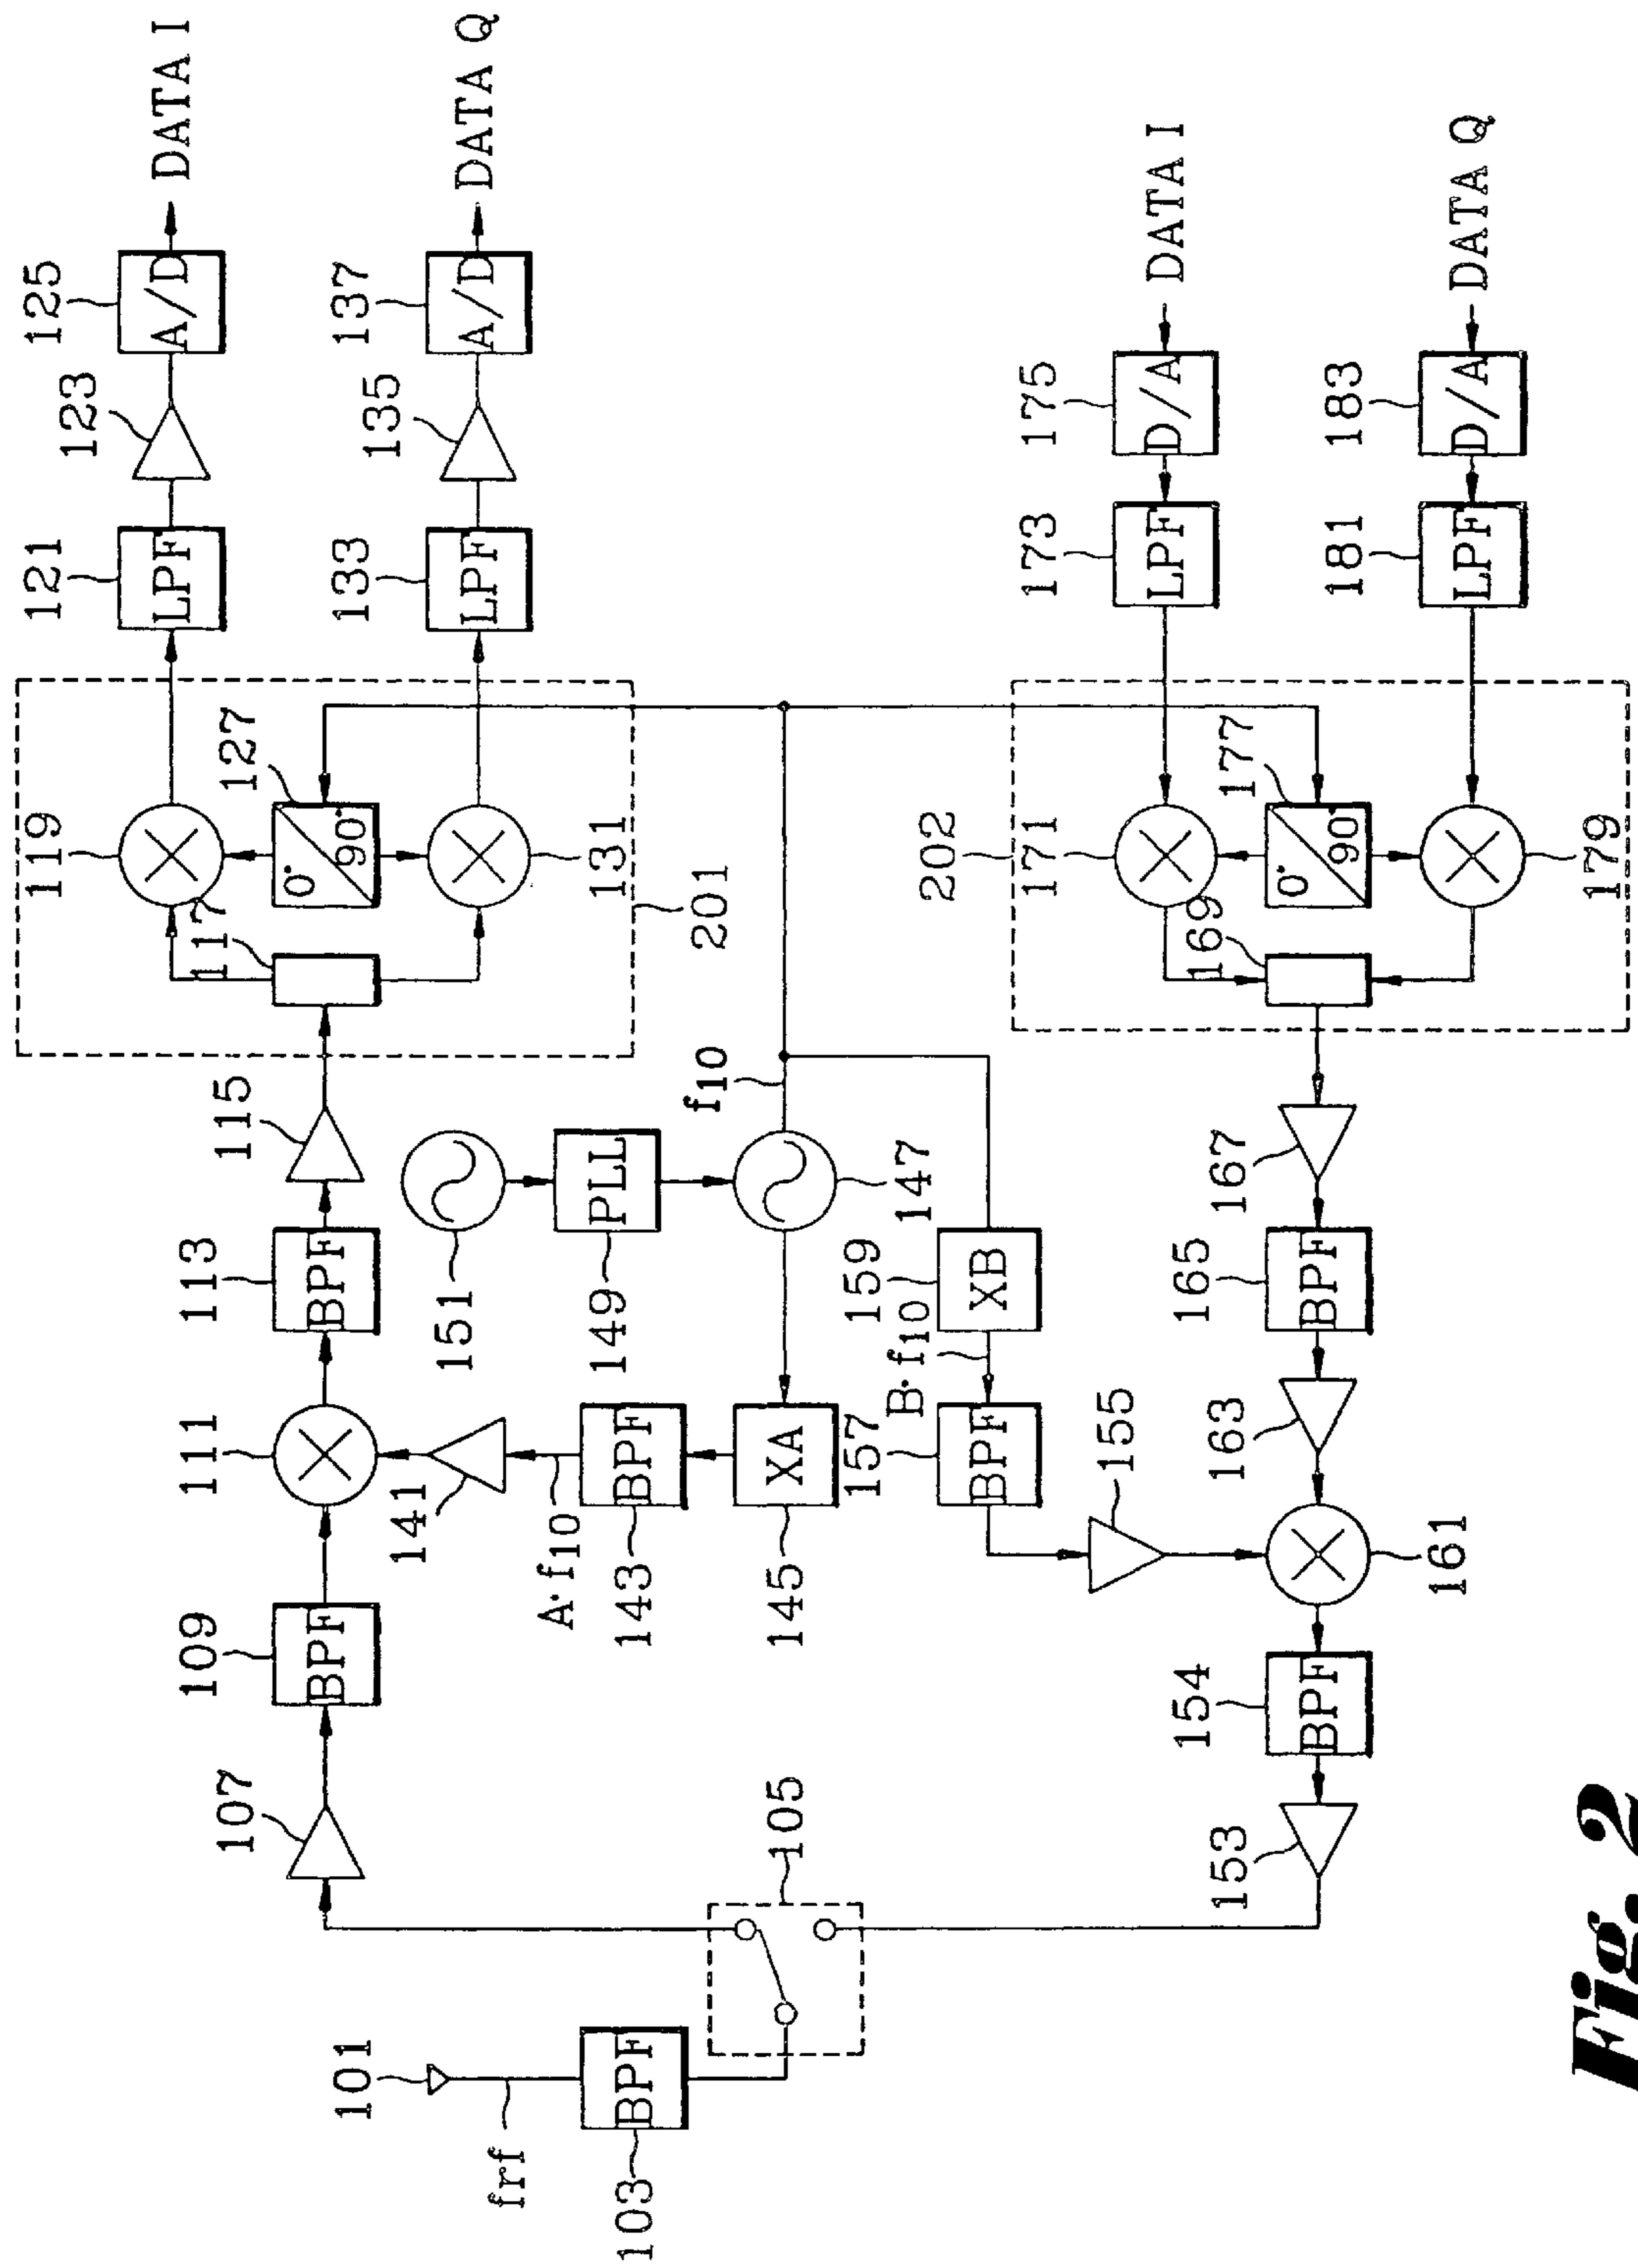 101
frf
BPF
103
105
107
109
BPF
111
113
BPF
115
117
119
0°
90°
127
131
201
121
LPF
123
125
A/D
DATA I
133
LPF
135
137
A/D
DATA Q
141
A·f10
BPF
143
XA
145
151
PLL
149
147
f10
XB
159
B·f10
BPF
157
155
153
BPF
154
161
163
BPF
165
167
169
202
171
0°
90°
177
179
LPF
173
D/A
175
DATA I
LPF
181
D/A
183
DATA Q
Fig. 2